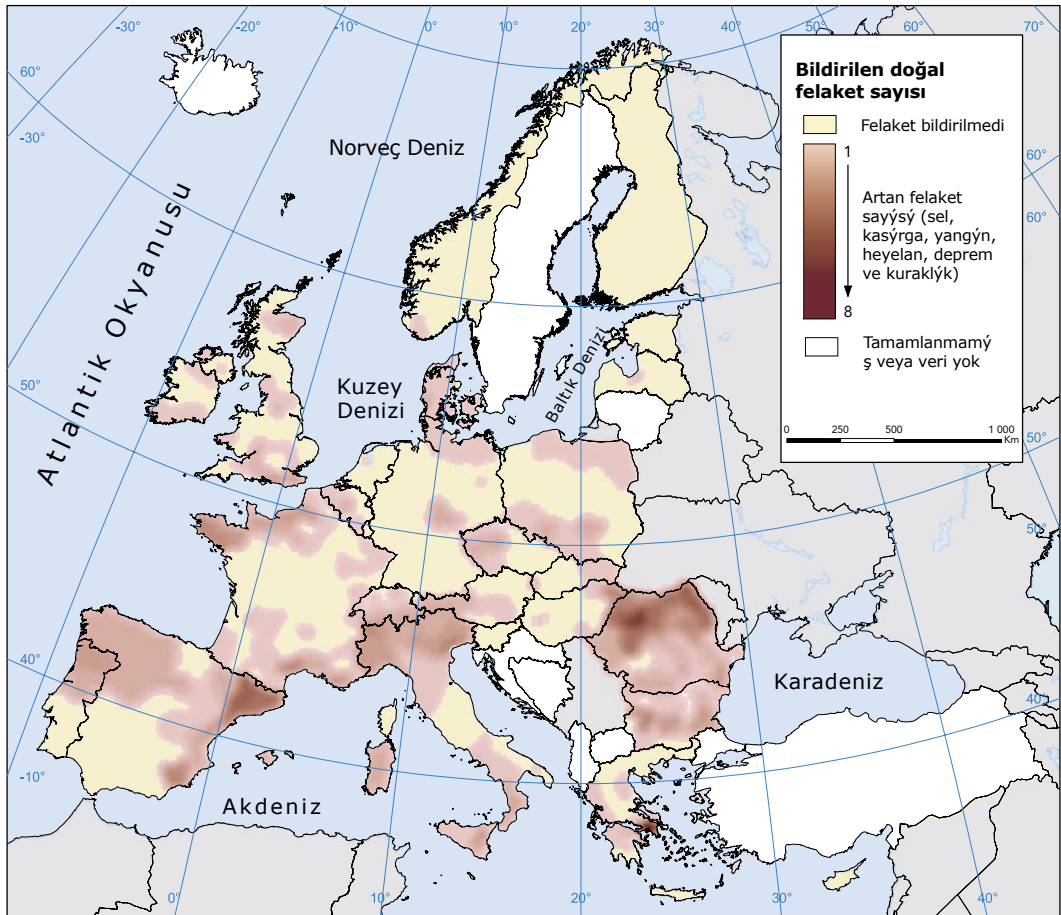 -30°
-20°
-10°
0°
10°
20°
30°
40°
50°
60°
70°
60°
-30°
50°
40°
-10°
0°
10°
20°
30°
40°
60°
60°
50°
50°
40°
40°
Norveç Deniz
Atlantik Okyanusu
Kuzey
Denizi
Baltık Denizi
Karadeniz
Akdeniz
Bildirilen doğal
felaket sayısı
Felaket bildirilmedi
1
Artan felaket
sayýsý (sel,
kasýrga, yangýn,
heyelan, deprem
ve kuraklýk)
8
Tamamlanmamý
ş veya veri yok
0 250 500 1 000
Km